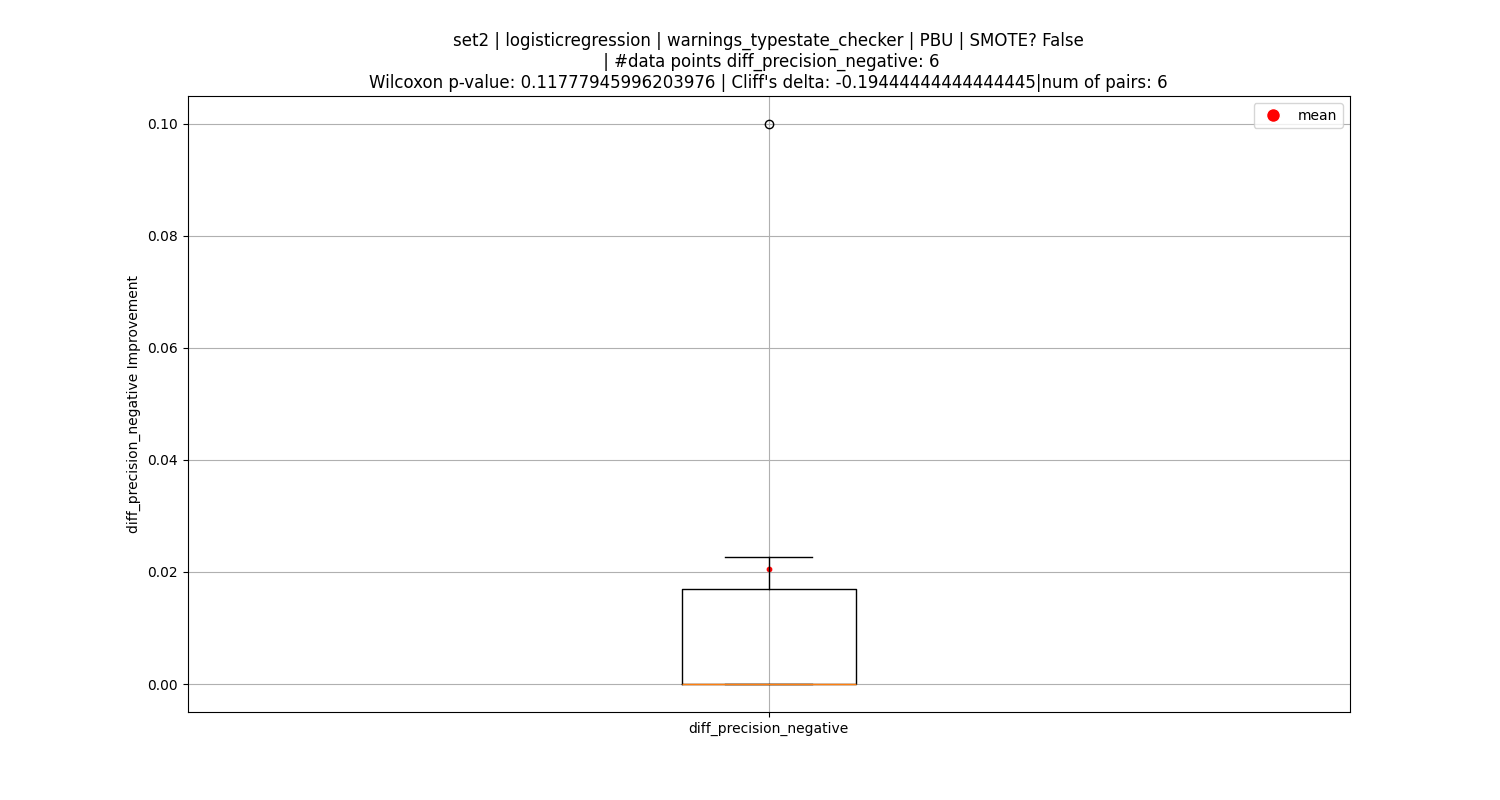 set2 | logisticregression | warnings_typestate_checker | PBU | SMOTE? False
| #data points diff_precision_negative: 6
Wilcoxon p-value: 0.11777945996203976 | Cliff's delta: -0.19444444444444445|num of pairs: 6
mean
0.10
0.08
0.06
0.04
0.02
0.00
diff_precision_negative Improvement
diff_precision_negative